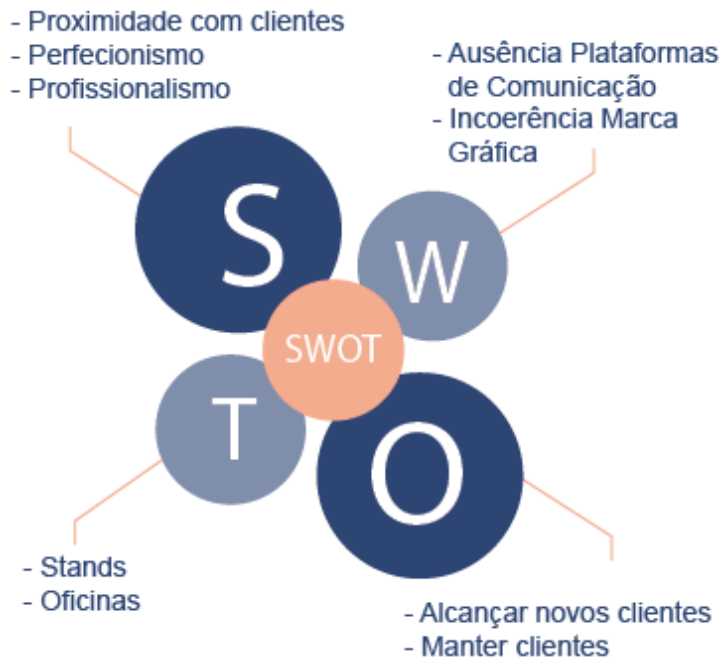 - Proximidade com clientes
- Perfecionismo
- Profissionalismo
- Ausência Plataformas
de Comunicação
- Incoerência Marca
Gráfica
S
W
SWOT
T
O
- Stands
- Oficinas
- Alcançar novos clientes
- Manter clientes